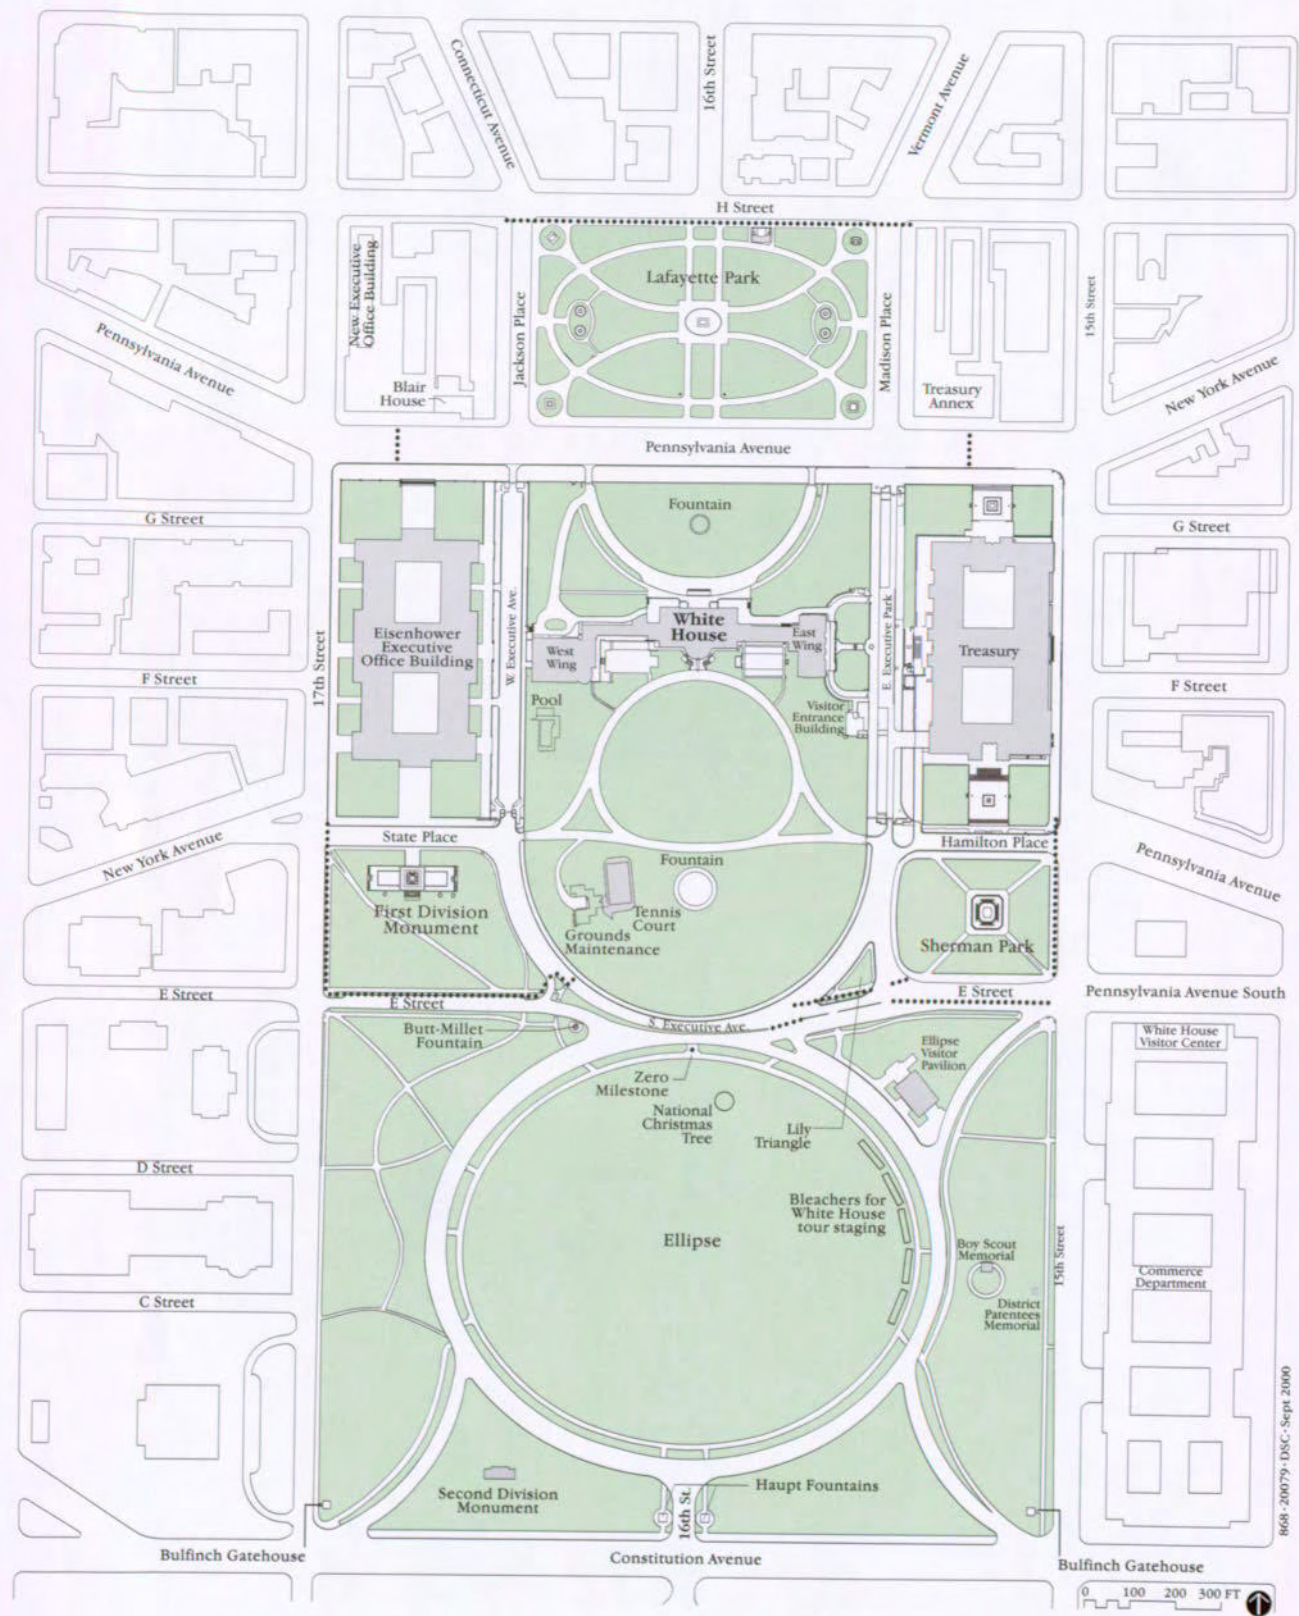 Connecticut Avenue
16th Street
Vermont Avenue
H Street
New Executive
Office Building
Jackson Place
Lafayette Park
Madison Place
15th Street
Pennsylvania Avenue
New York Avenue
Blair
House
Treasury
Annex
Pennsylvania Avenue
G Street
Fountain
G Street
17th Street
Eisenhower
Executive
Office Building
W. Executive Ave.
White
House
West
Wing
East
Wing
E. Executive Park
Treasury
F Street
F Street
Pool
Visitor
Entrance
Building
New York Avenue
State Place
Hamilton Place
Pennsylvania Avenue
Fountain
First Division
Monument
Tennis
Court
Grounds
Maintenance
Sherman Park
E Street
E Street
E Street
Pennsylvania Avenue South
Butt-Millet
Fountain
S. Executive Ave.
Ellipse
Visitor
Pavilion
White House
Visitor Center
Zero
Milestone
National
Christmas
Tree
Lily
Triangle
D Street
Bleachers for
White House
tour staging
Ellipse
Boy Scout
Memorial
15th Street
Commerce
Department
District
Patentees
Memorial
C Street
Second Division
Monument
16th St.
Haupt Fountains
Bulfinch Gatehouse
Constitution Avenue
Bulfinch Gatehouse
868-20079-DSC-Sept 2000
0 100 200 300 FT